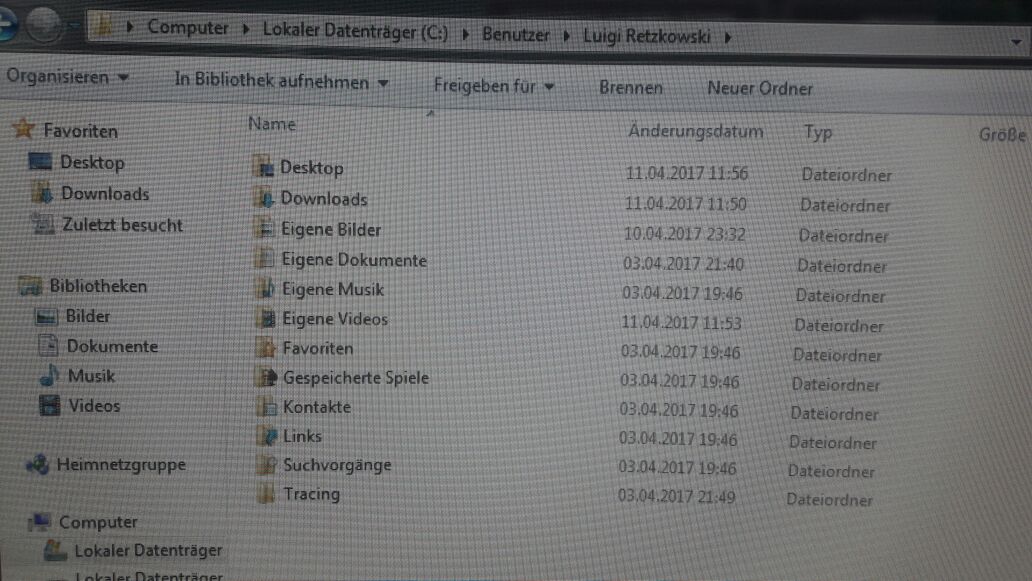 Computer Lokaler Datenträger (C:) Benutzer Luigi Retzkowski
Organisieren In Bibliothek aufnehmen Freigeben für Brennen Neuer Ordner
Name Änderungsdatum Typ Größe
Favoriten
Desktop
Downloads
Zuletzt besucht
Bibliotheken
Bilder
Dokumente
Musik
Videos
Heimnetzgruppe
Computer
Lokaler Datenträger
Lokaler Datenträger
Desktop 11.04.2017 11:56 Dateiordner
Downloads 11.04.2017 11:50 Dateiordner
Eigene Bilder 10.04.2017 23:32 Dateiordner
Eigene Dokumente 03.04.2017 21:40 Dateiordner
Eigene Musik 03.04.2017 19:46 Dateiordner
Eigene Videos 11.04.2017 11:53 Dateiordner
Favoriten 03.04.2017 19:46 Dateiordner
Gespeicherte Spiele 03.04.2017 19:46 Dateiordner
Kontakte 03.04.2017 19:46 Dateiordner
Links 03.04.2017 19:46 Dateiordner
Suchvorgänge 03.04.2017 19:46 Dateiordner
Tracing 03.04.2017 21:49 Dateiordner